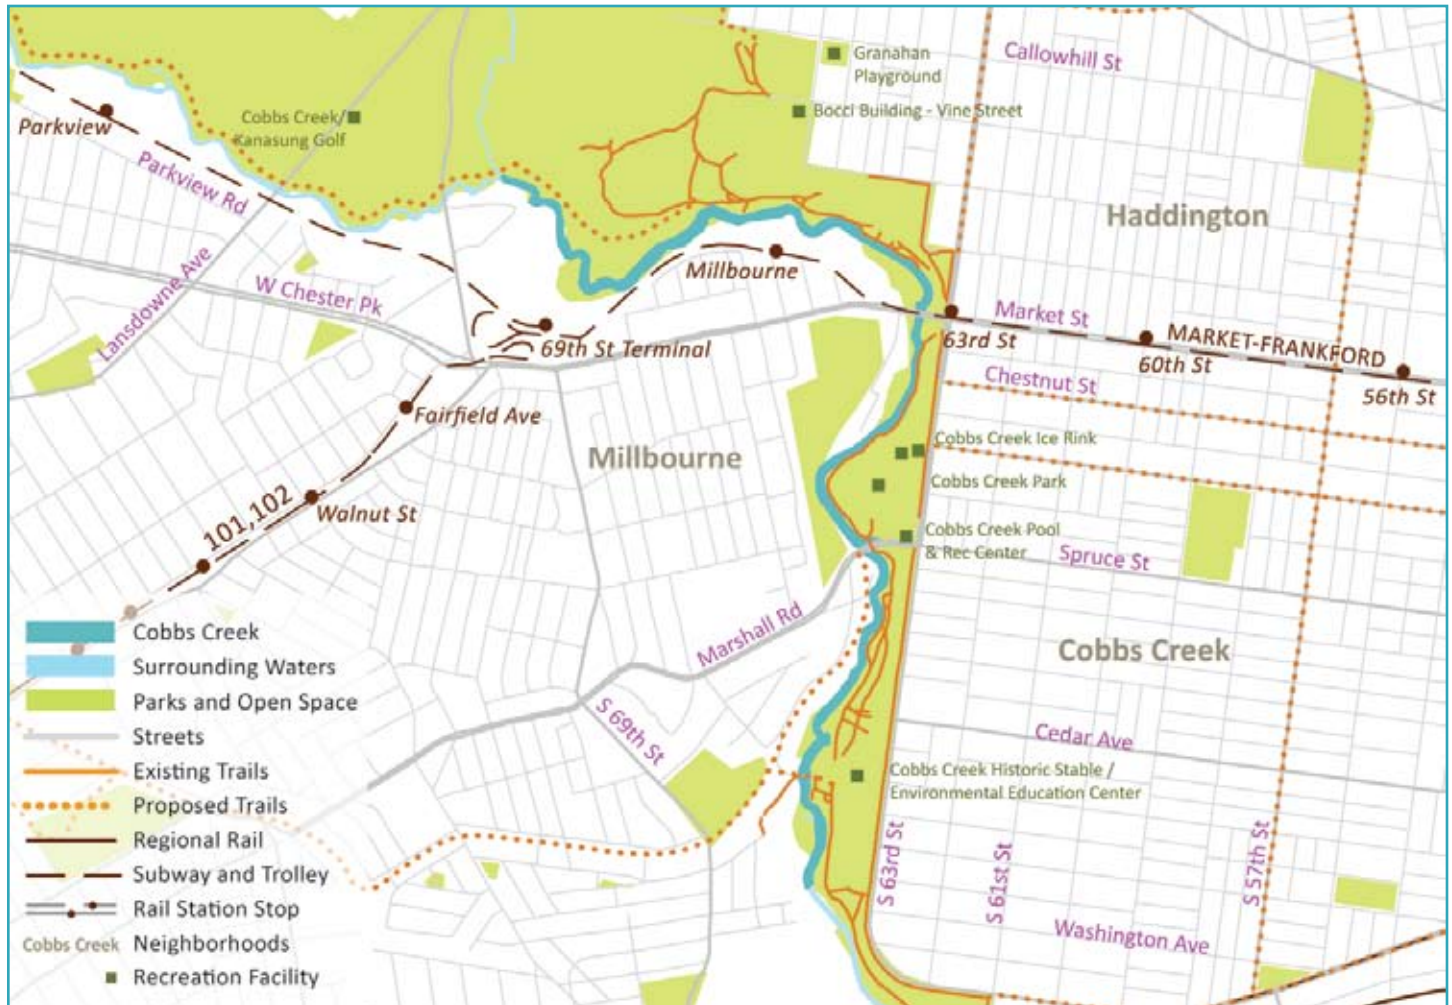 Callowhill St
Granahan
Playground
Bocci Building - Vine Street
Cobbs Creek/
Kanasung Golf
Parkview
Parkview Rd
Haddington
Lansdowne Ave
W Chester Pk
Millbourne
69th St Terminal
Market St
63rd St
MARKET-FRANKFORD
60th St
56th St
Chestnut St
Fairfield Ave
Millbourne
Cobbs Creek Ice Rink
Cobbs Creek Park
101,102
Walnut St
Cobbs Creek Pool
& Rec Center
Spruce St
Marshall Rd
Cobbs Creek
S 69th St
Cedar Ave
Cobbs Creek Historic Stable /
Environmental Education Center
S 63rd St
S 61st St
S 57th St
Washington Ave
Cobbs Creek
Surrounding Waters
Parks and Open Space
Streets
Existing Trails
Proposed Trails
Regional Rail
Subway and Trolley
Rail Station Stop
Cobbs Creek Neighborhoods
Recreation Facility